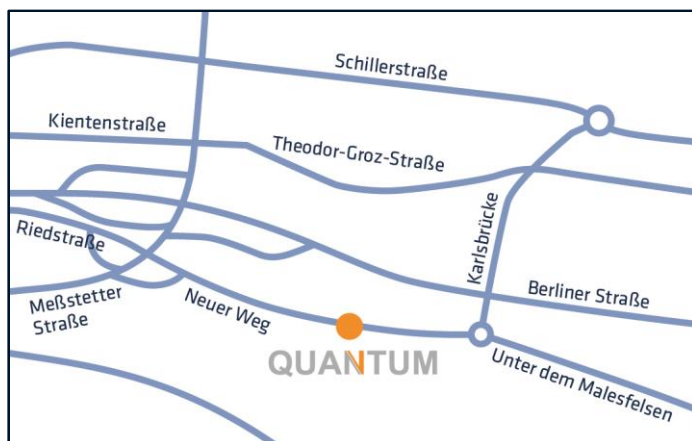 Schillerstraße
Kientenstraße
Theodor-Groz-Straße
Riedstraße
Karlsbrücke
Meßstetter
Straße
Neuer Weg
Berliner Straße
QUANTUM
Unter dem Malesfelsen